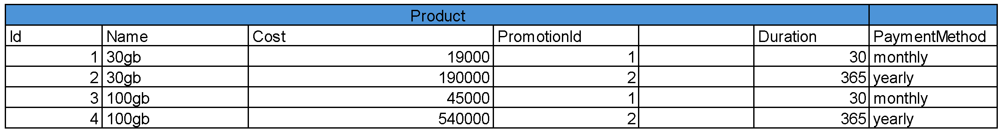 Product
Id Name Cost PromotionId Duration PaymentMethod
1 30gb 19000 1 30 monthly
2 30gb 190000 2 365 yearly
3 100gb 45000 1 30 monthly
4 100gb 540000 2 365 yearly